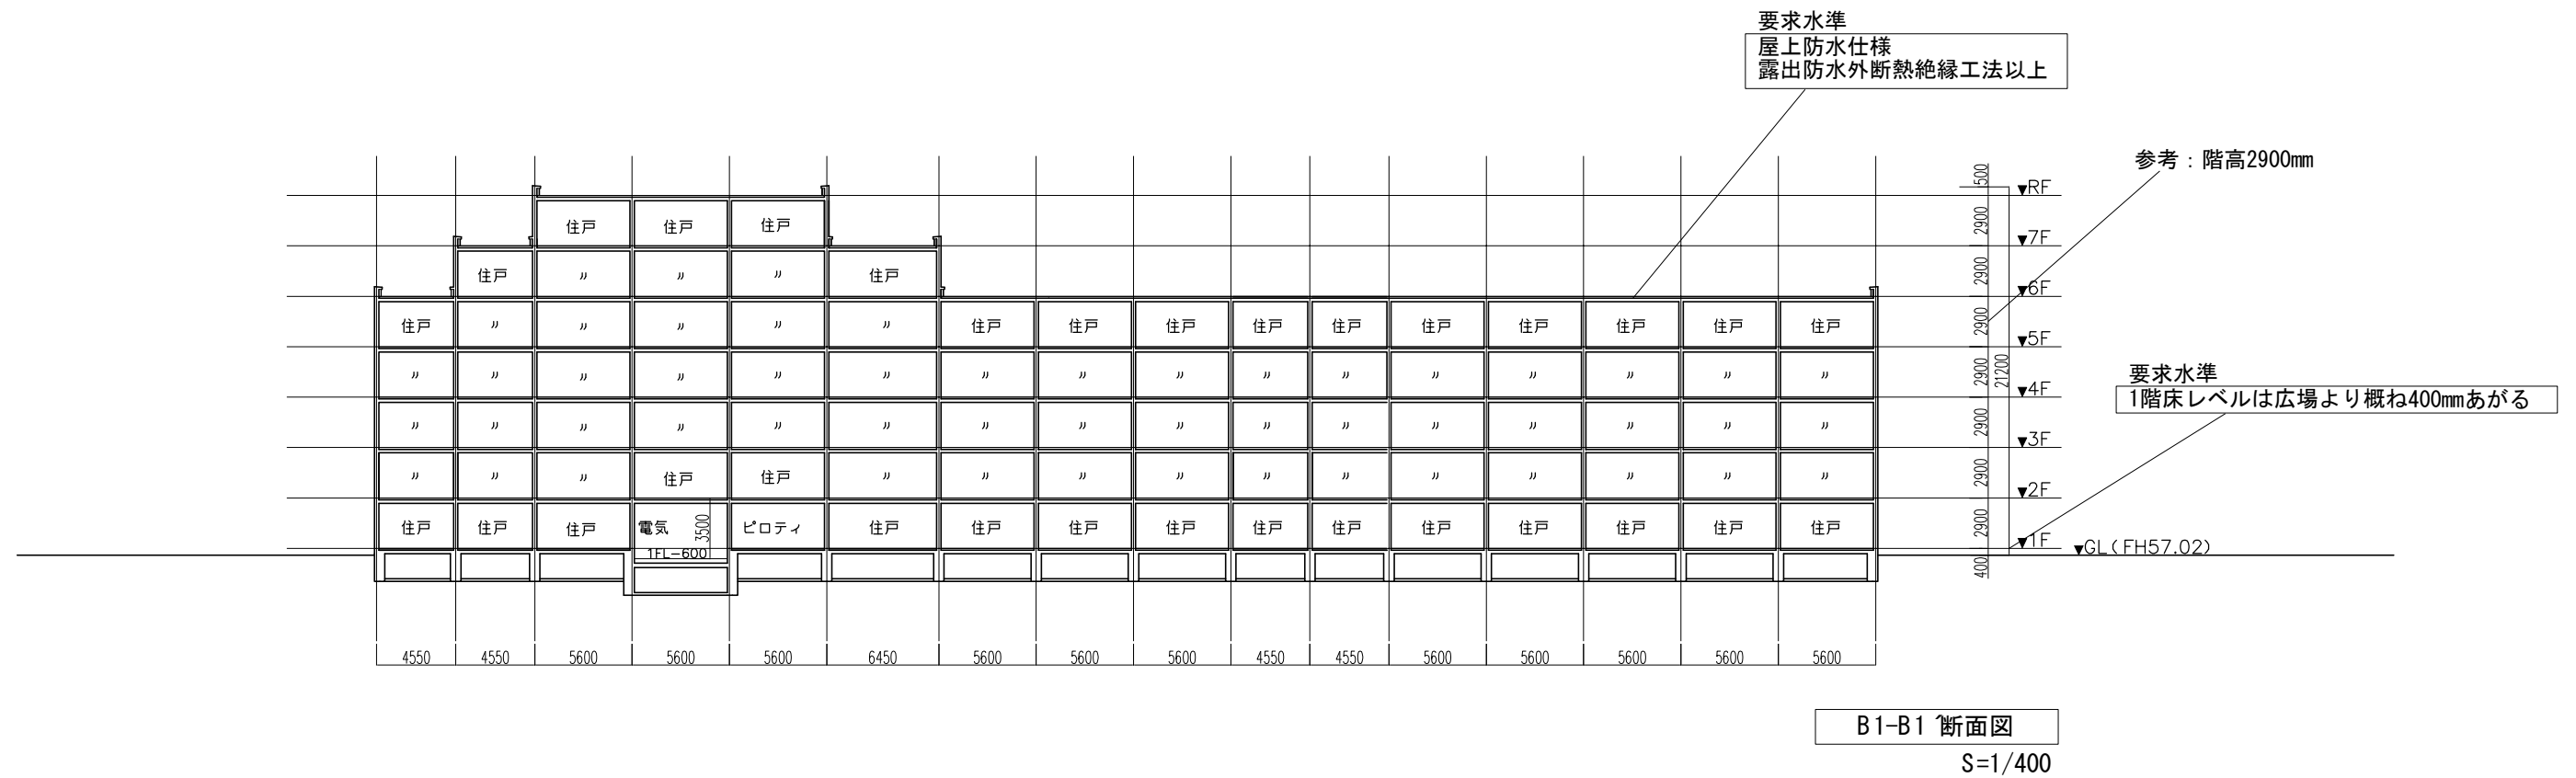 要求水準
屋上防水仕様
露出防水外断熱絶縁工法以上
参考：階高2900mm
500
▼RF
2900
住戸 住戸 住戸
▼7F
2900
住戸 〃 〃 〃 住戸
▼6F
2900
住戸 〃 〃 〃 〃 〃 住戸 住戸 住戸 住戸 住戸 住戸 住戸 住戸 住戸 住戸
▼5F
2900
21200
〃 〃 〃 〃 〃 〃 〃 〃 〃 〃 〃 〃 〃 〃 〃 〃
▼4F
要求水準
1階床レベルは広場より概ね400mmあがる
2900
〃 〃 〃 〃 〃 〃 〃 〃 〃 〃 〃 〃 〃 〃 〃 〃
▼3F
2900
〃 〃 〃 住戸 住戸 〃 〃 〃 〃 〃 〃 〃 〃 〃 〃 〃
▼2F
2900
住戸 住戸 住戸 電気 3500 ピロティ 住戸 住戸 住戸 住戸 住戸 住戸 住戸 住戸 住戸 住戸 住戸
1FL-600
▼1F
▼GL(FH57.02)
400
4550 4550 5600 5600 5600 6450 5600 5600 5600 4550 4550 5600 5600 5600 5600 5600
B1-B1´断面図
S=1/400